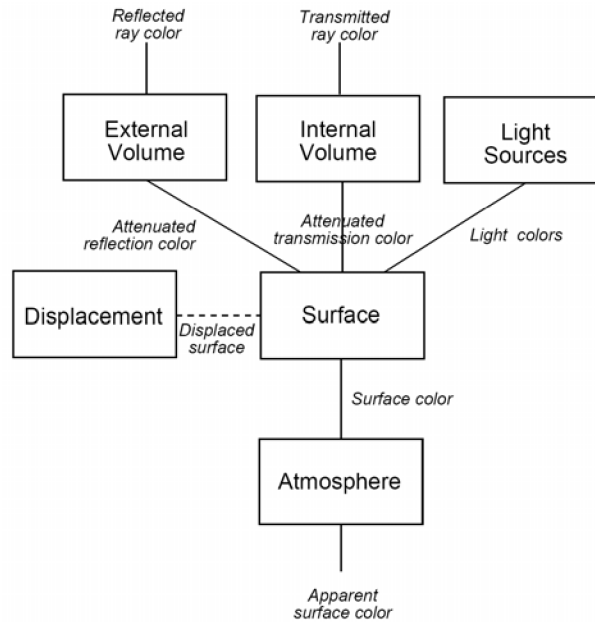 Reflected
ray color
Transmitted
ray color
External
Volume
Internal
Volume
Light
Sources
Attenuated
reflection color
Attenuated
transmission color
Light colors
Displacement
Displaced
surface
Surface
Surface color
Atmosphere
Apparent
surface color